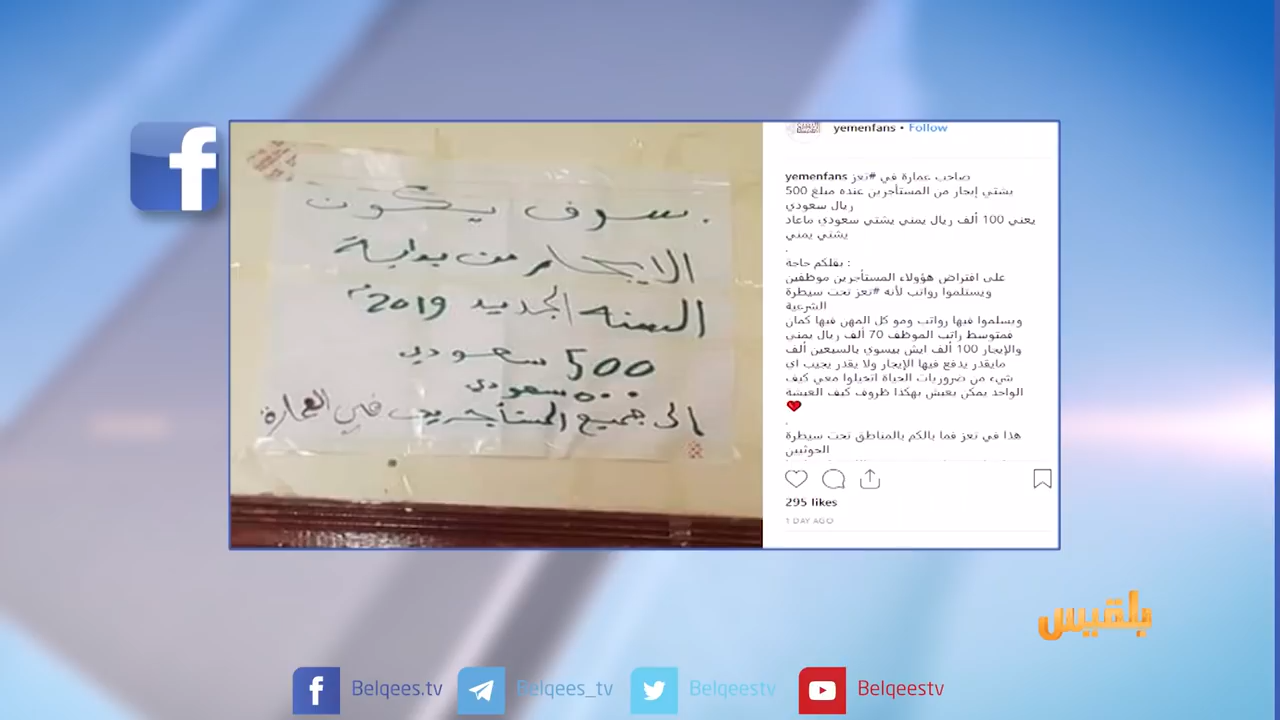 سوف يكون
الايجار من بداية
السنه الجديد 2019م
500 سعودي
500 سعودي
الى جميع المستأجرين في العمارة
yemenfans • Follow
yemenfans صاحب عمارة في #تعز
يشتي إيجار من المستأجرين عنده مبلغ 500
ريال سعودي
يعني 100 ألف ريال يمني يشتي سعودي ماعاد
يشتي يمني
.
بقلكم حاجة :
على افتراض هؤولاء المستأجرين موظفين
ويستلموا رواتب لأنه #تعز تحت سيطرة
الشرعية
ويسلموا فيها رواتب ومو كل المهن فيها كمان
فمتوسط راتب الموظف 70 ألف ريال يمني
والإيجار 100 ألف ايش بيسوي بالسبعين ألف
مايقدر يدفع فيها الإيجار ولا يقدر يجيب اي
شيء من ضروريات الحياة اتخيلوا معي كيف
الواحد يمكن يعيش بهكذا ظروف كيف العيشة
❤️
.
هذا في تعز فما بالكم بالمناطق تحت سيطرة
الحوثيين
295 likes
1 DAY AGO
بلقيس
Belqees.tv
Belqees_tv
Belqeestv
Belqeestv